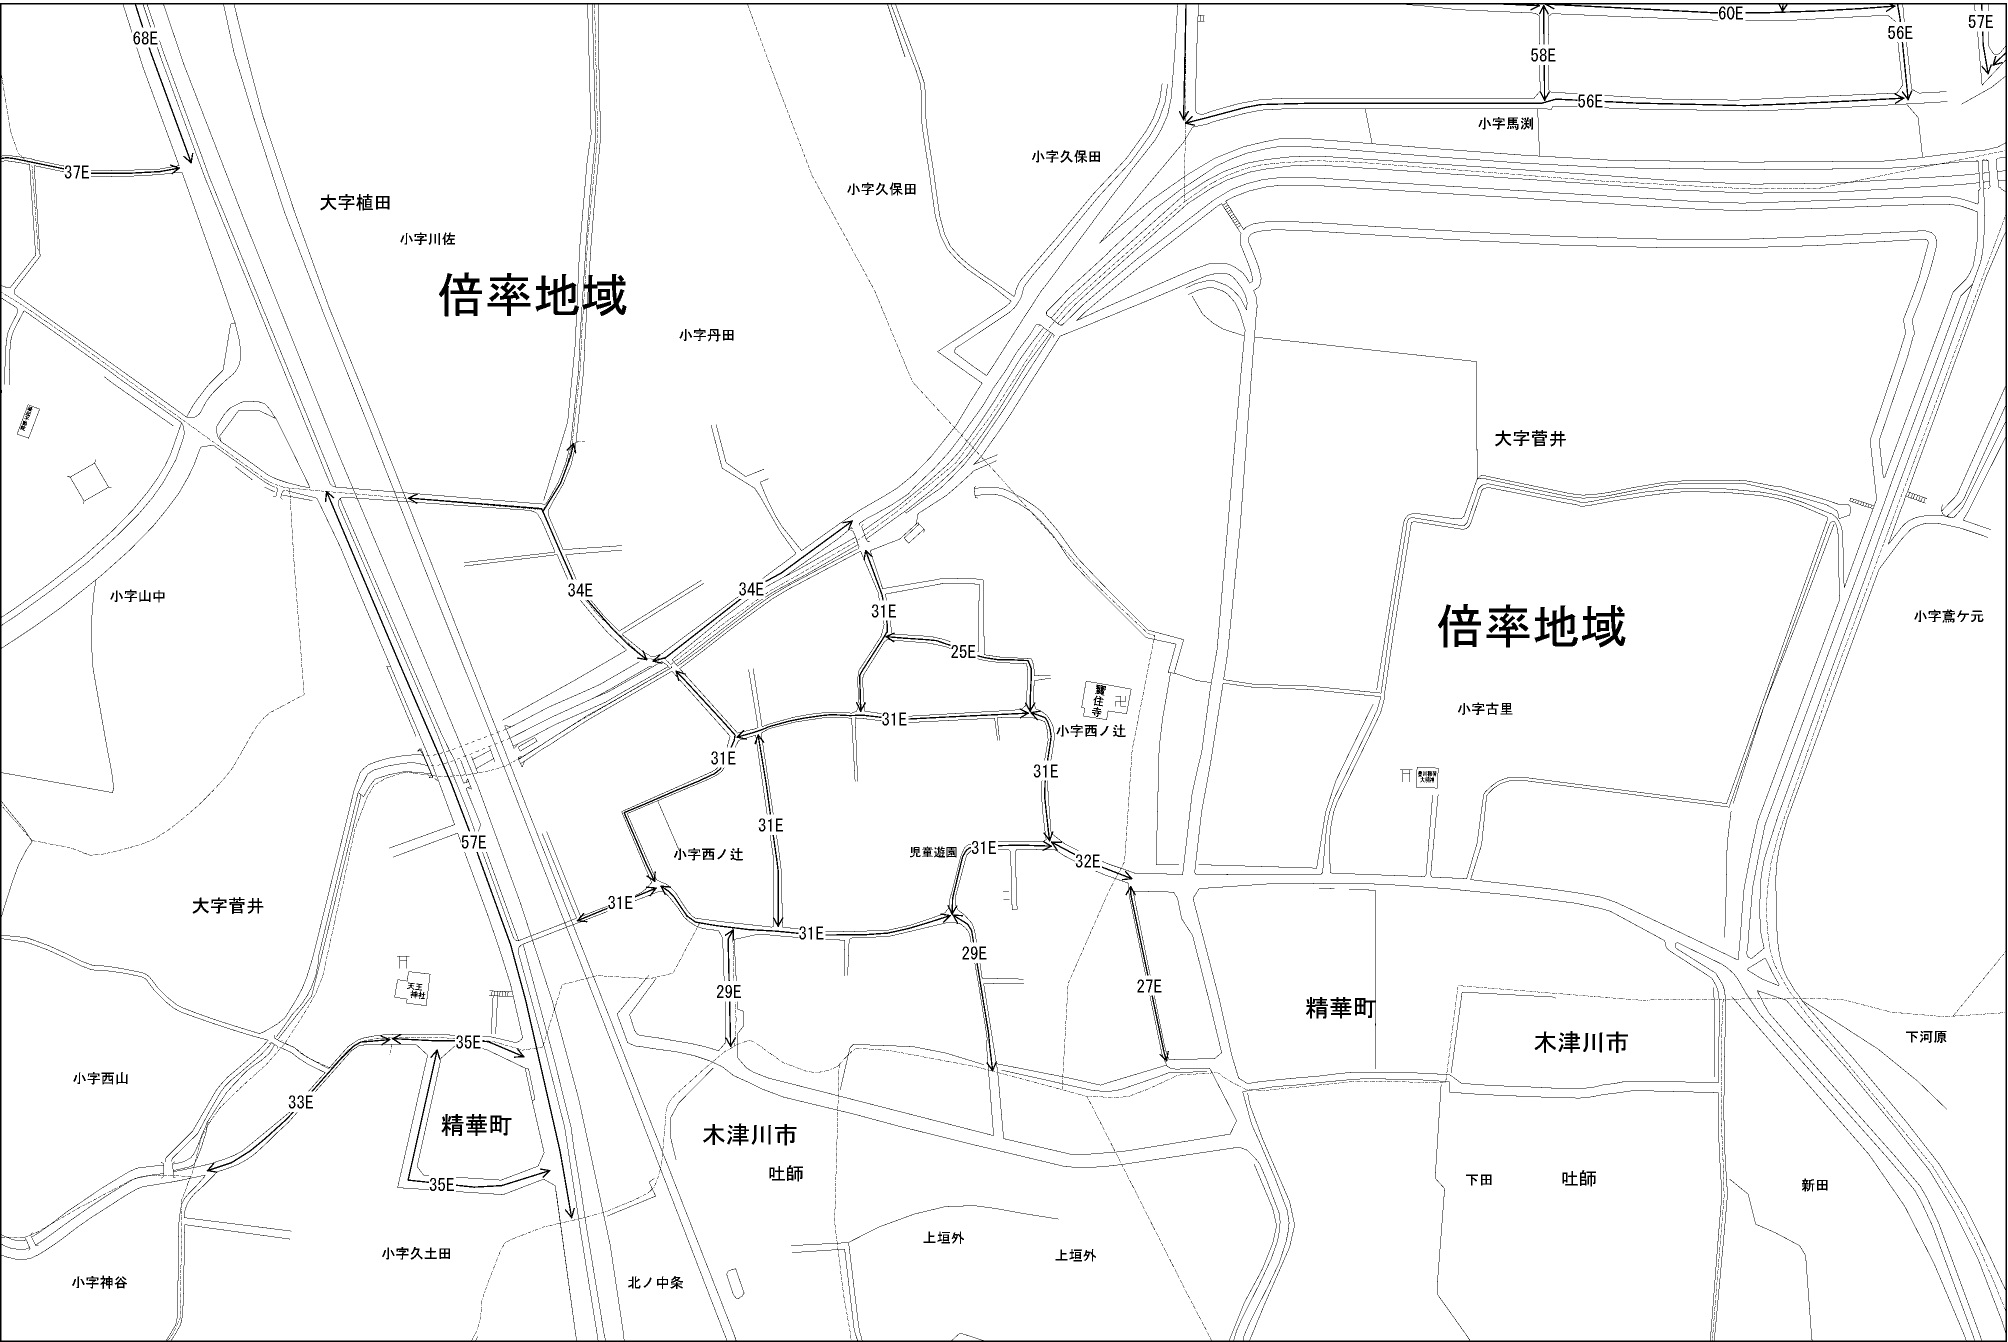 60E
57E
68E
56E
58E
56E
小字馬渕
小字久保田
37E
小字久保田
大字植田
小字川佐
倍率地域
小字丹田
大字菅井
34E
34E
小字山中
31E
小字鳶ケ元
倍率地域
25E
寳住寺
小字古里
31E
小字西ノ辻
31E
31E
31E
57E
小字西ノ辻
児童遊園
31E
32E
31E
大字菅井
31E
29E
27E
天王
神社
29E
精華町
木津川市
35E
下河原
小字西山
33E
精華町
木津川市
吐師
35E
下田
吐師
新田
上垣外
小字久土田
上垣外
小字神谷
北ノ中条